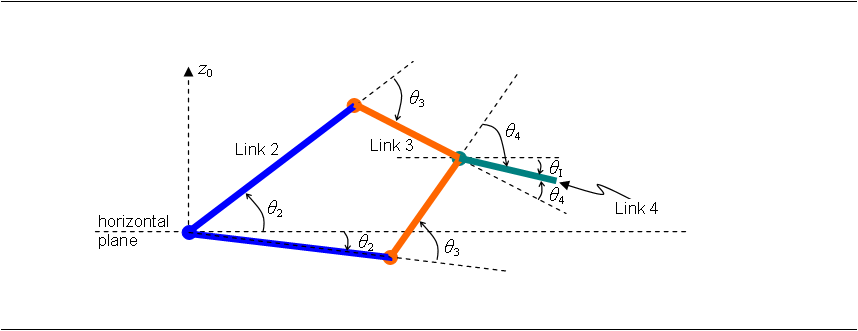 z₀
θ₃
θ₄
Link 2
Link 3
θ₁
θ₄
Link 4
θ₂
horizontal
plane
θ₂
θ₃